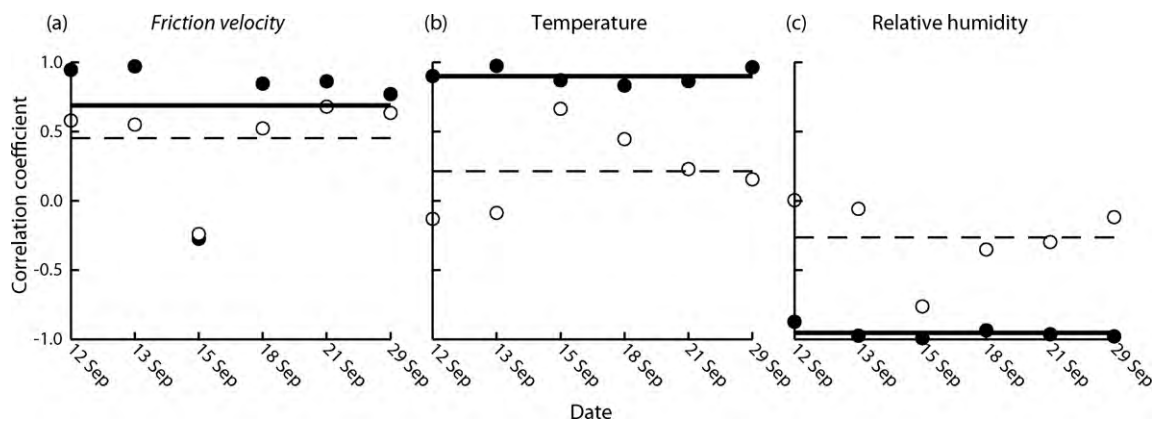 (a) Friction velocity
(b) Temperature
(c) Relative humidity
Correlation coefficient
1.0
0.5
0.0
-0.5
-1.0
12 Sep
13 Sep
15 Sep
18 Sep
21 Sep
29 Sep
12 Sep
13 Sep
15 Sep
18 Sep
21 Sep
29 Sep
12 Sep
13 Sep
15 Sep
18 Sep
21 Sep
29 Sep
Date